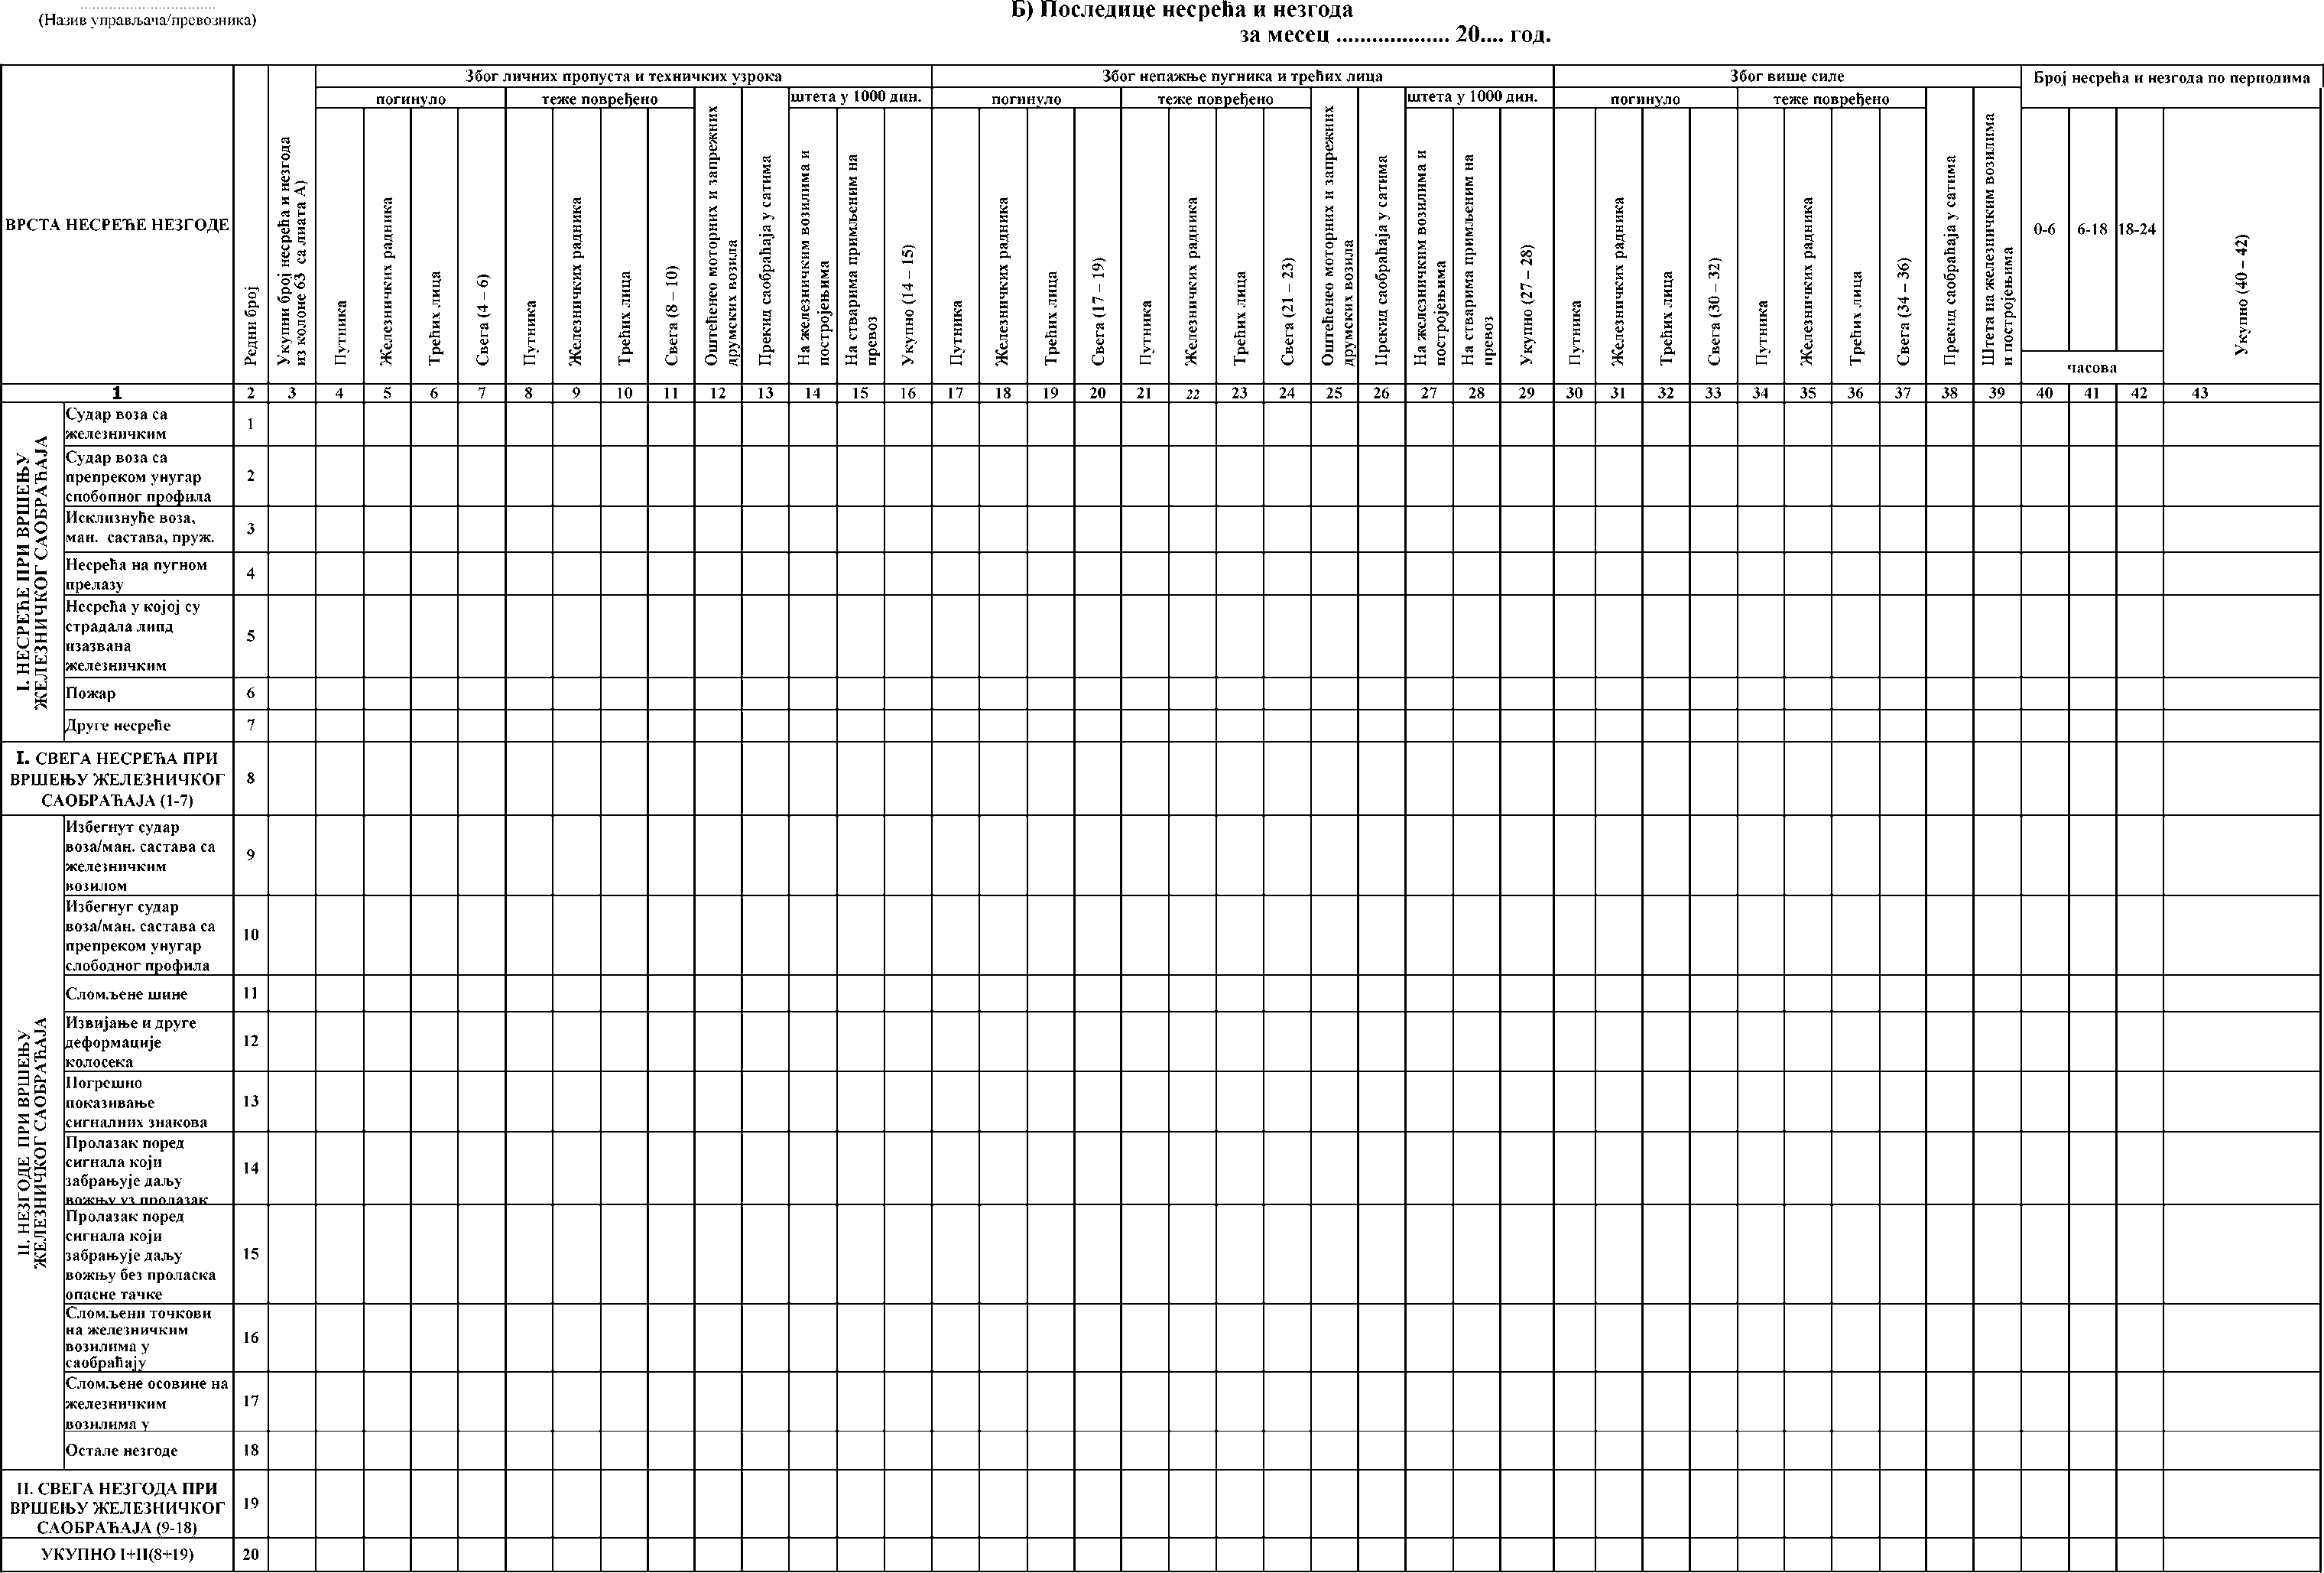 (Назив управљача/превозника)
Б) Последице несрећа и незгода
за месец ................... 20.... год.
ВРСТА НЕСРЕЋЕ НЕЗГОДЕ
Редни број
Укупни број несрећа и незгода
из колоне 63 са лиата А)
Због личних пропуста и техничких узрока
Због непажње пугника и трећих лица
Због више силе
Број несрећа и незгода по периодима
погинуло
теже повређено
Оштећенео моторних и запрежних
друмских возила
Прекид саобраћаја у сатима
штета у 1000 дин.
погинуло
теже повређено
Оштећенео моторних и запрежних
друмских возила
Прскид саобраћаја у сатима
штета у 1000 дин.
погинуло
теже повређено
Прекид саобраћаја у сатима
Штета на железничким возилима
и постројењима
Путника
Железничких радника
Трећих лица
Свега (4 – 6)
Путника
Железничких радника
Трећих лица
Свега (8 – 10)
На железничким возилима и
постројењима
На стварима примљеним на
превоз
Укупно (14 – 15)
Путника
Железничких радника
Трећих лица
Свега (17 – 19)
Путника
Железничких радника
Трећих лица
Свега (21 – 23)
На железничким возилима и
постројењима
На стварима примљеним на
превоз
Укупно (27 – 28)
Путника
Железничких радника
Трећих лица
Свега (30 – 32)
Путника
Железничких радника
Трећих лица
Свега (34 – 36)
0-6 6-18 18-24
часова
Укупно (40 – 42)
1 2 3 4 5 6 7 8 9 10 11 12 13 14 15 16 17 18 19 20 21 22 23 24 25 26 27 28 29 30 31 32 33 34 35 36 37 38 39 40 41 42 43
I. НЕСРЕЋЕ ПРИ ВРШЕЊУ
ЖЕЛЕЗНИЧКОГ САОБРАЋАЈА
Судар воза са
железничким
1
Судар воза са
препреком унугар
спобопног профила
2
Исклизнуће воза,
ман. састава, пруж.
3
Несрећа на пугном
прелазу
4
Несрећа у којој су
страдала липд
изазвана
железничким
5
Пожар 6
Друге несреће 7
I. СВЕГА НЕСРЕЋА ПРИ
ВРШЕЊУ ЖЕЛЕЗНИЧКОГ
САОБРАЋАЈА (1-7)
8
II. НЕЗГОДЕ ПРИ ВРШЕЊУ
ЖЕЛЕЗНИЧКОГ САОБРАЋАЈА
Избегнут судар
воза/ман. састава са
железничким
возилом
9
Избегнуг судар
воза/ман. састава са
препреком унугар
слободног профила
10
Сломљене шине 11
Извијање и друге
деформације
колосека
12
Погрешно
показивање
сигналних знакова
13
Пролазак поред
сигнала који
забрањује даљу
вожњу уз пролазак
14
Пролазак поред
сигнала који
забрањује даљу
вожњу без проласка
опасне тачке
15
Сломљени точкови
на железничким
возилима у
саобраћају
16
Сломљене осовине на
железничким
возилима у
17
Остале незгоде 18
II. СВЕГА НЕЗГОДА ПРИ
ВРШЕЊУ ЖЕЛЕЗНИЧКОГ
САОБРАЋАЈА (9-18)
19
УКУПНО I+II(8+19) 20